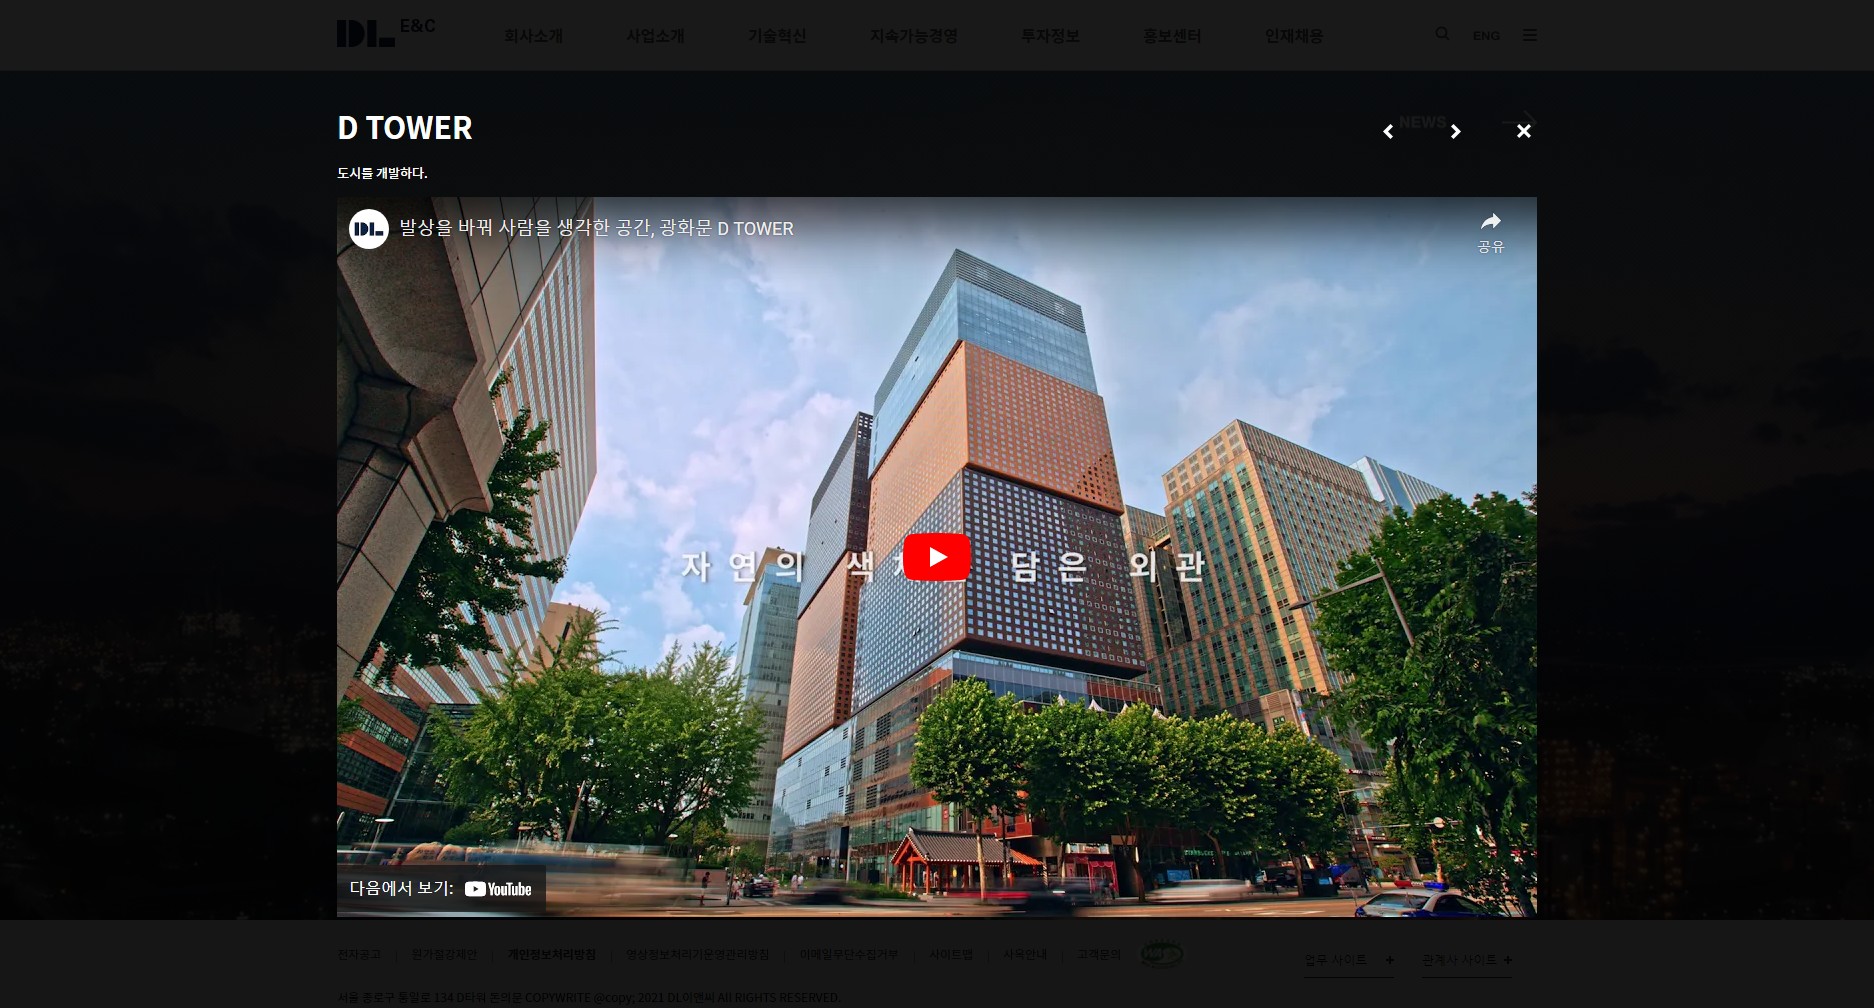 DL E&C
회사소개 사업소개 기술혁신 지속가능경영 투자정보 홍보센터 인재채용 ENG
D TOWER
NEWS
도시를 개발하다.
DL
발상을 바꿔 사람을 생각한 공간, 광화문 D TOWER
공유
자연의 색 담은 외관
다음에서 보기: YouTube
전자공고 원가절감제안 개인정보처리방침 영상정보처리기운영관리방침 이메일무단수집거부 사이트맵 사옥안내 고객문의
업무 사이트 + 관계사 사이트 +
서울 종로구 통일로 134 D타워 돈의문 COPYWRITE @copy; 2021 DL이앤씨 All RIGHTS RESERVED.